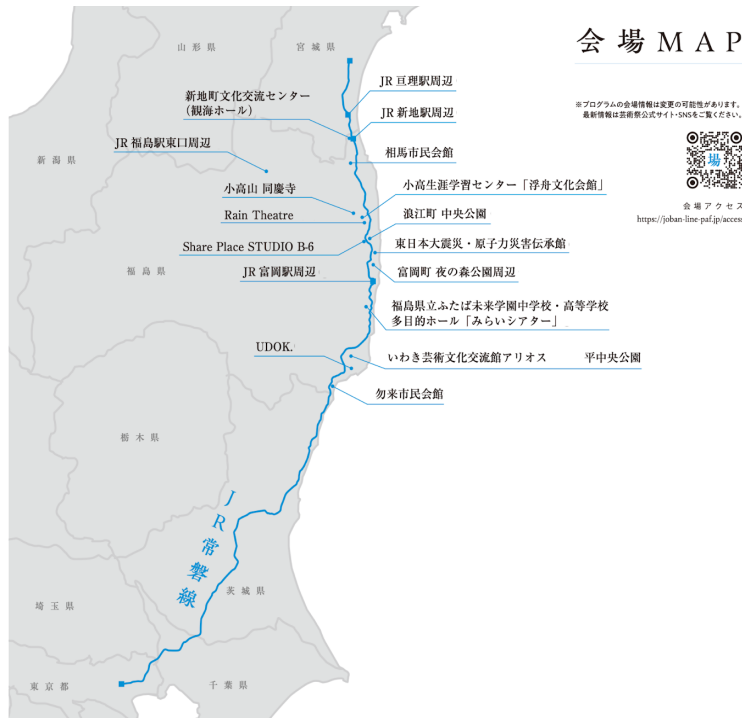 会場MAP
※プログラムの会場情報は変更の可能性があります。
最新情報は芸術祭公式サイト・SNSをご覧ください。
場
会場アクセス
https://joban-line-paf.jp/access
山形県
宮城県
JR 亘理駅周辺
新地町文化交流センター
(観海ホール)
JR 新地駅周辺
JR 福島駅東口周辺
相馬市民会館
新潟県
小高山 同慶寺
小高生涯学習センター「浮舟文化会館」
Rain Theatre
浪江町 中央公園
Share Place STUDIO B-6
東日本大震災・原子力災害伝承館
福島県
JR 富岡駅周辺
富岡町 夜の森公園周辺
福島県立ふたば未来学園中学校・高等学校
多目的ホール「みらいシアター」
UDOK.
いわき芸術文化交流館アリオス 平中央公園
勿来市民会館
栃木県
JR常磐線
茨城県
埼玉県
東京都
千葉県